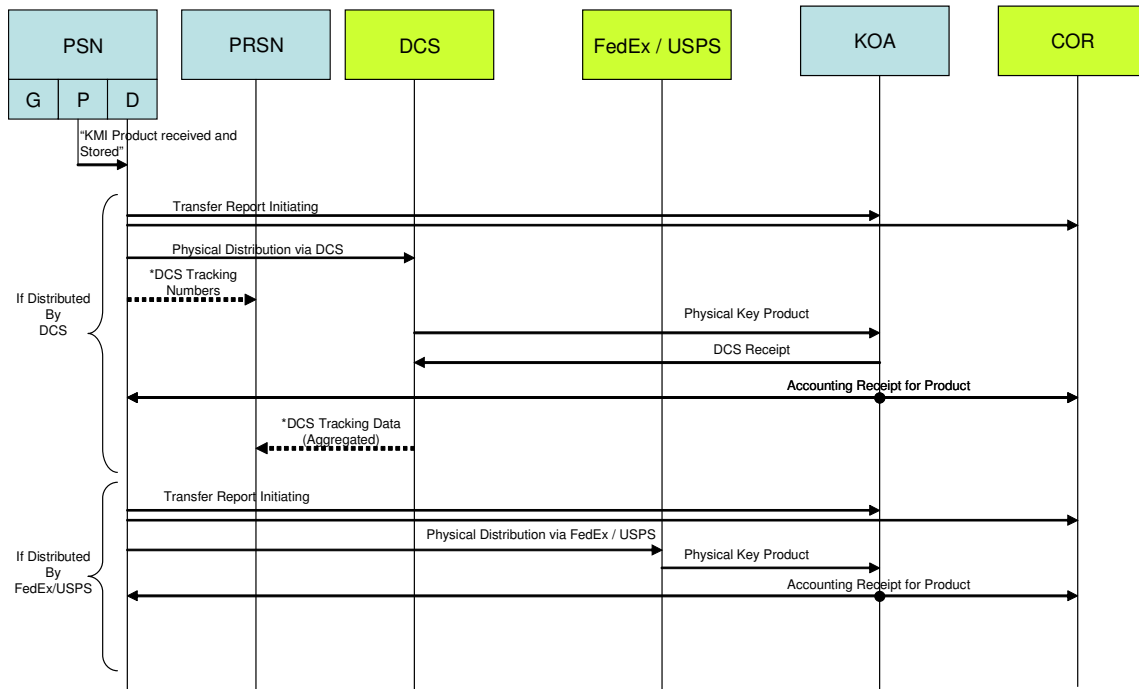 PSN
PRSN
DCS
FedEx / USPS
KOA
COR
G
P
D
“KMI Product received and
Stored”
Transfer Report Initiating
Physical Distribution via DCS
*DCS Tracking
Numbers
If Distributed
By
DCS
Physical Key Product
DCS Receipt
Accounting Receipt for Product
*DCS Tracking Data
(Aggregated)
Transfer Report Initiating
Physical Distribution via FedEx / USPS
If Distributed
By
FedEx/USPS
Physical Key Product
Accounting Receipt for Product